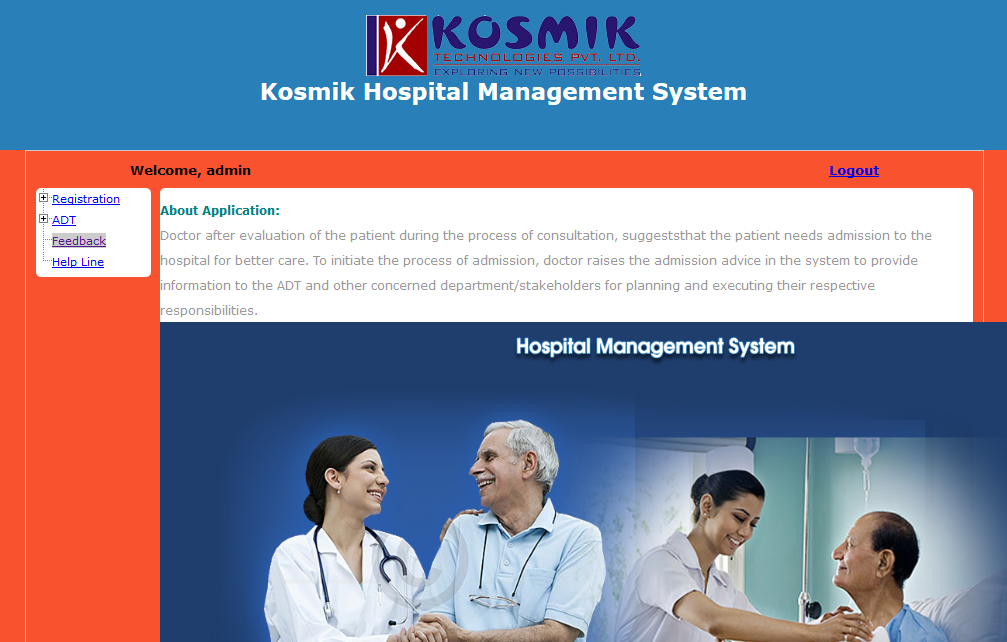 KOSMIK
TECHNOLOGIES PVT. LTD.
EXPLORING NEW POSSIBILITIES
Kosmik Hospital Management System
Welcome, admin
Logout
Registration
ADT
Feedback
Help Line
About Application:
Doctor after evaluation of the patient during the process of consultation, suggeststhat the patient needs admission to the
hospital for better care. To initiate the process of admission, doctor raises the admission advice in the system to provide
information to the ADT and other concerned department/stakeholders for planning and executing their respective
responsibilities.
Hospital Management System